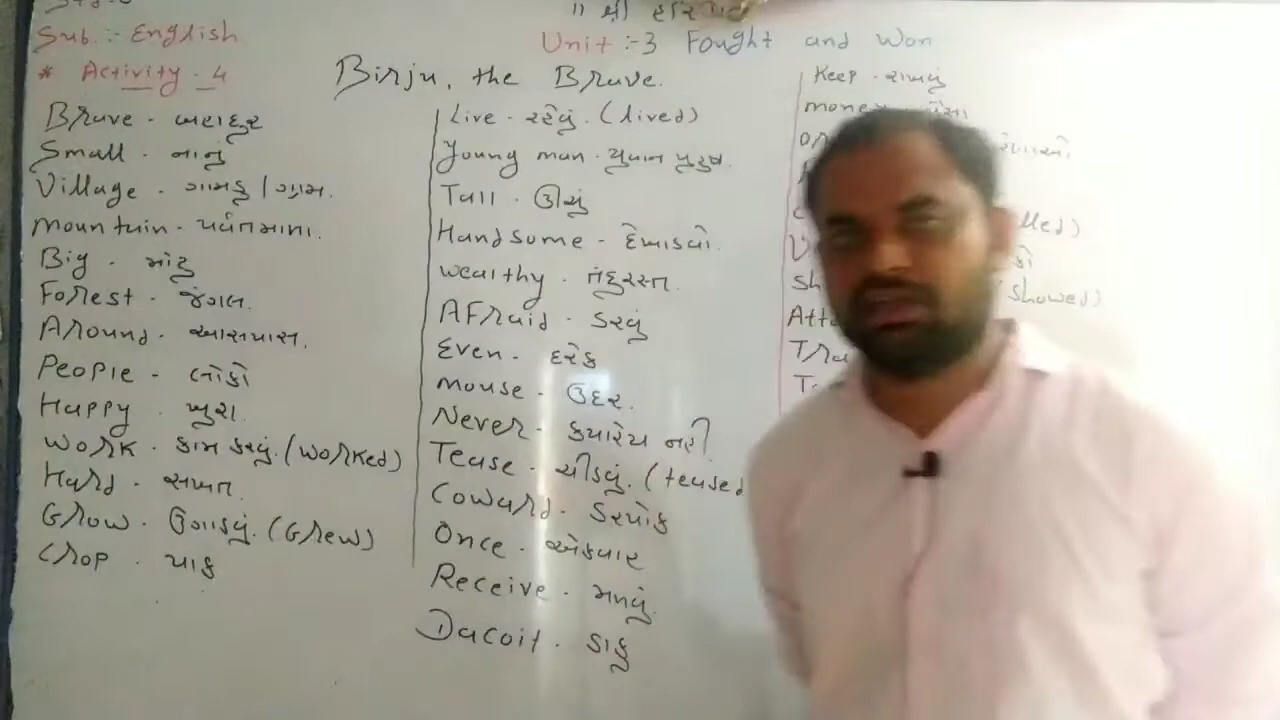 ॥ શ્રી હરિ
Sub. :- English
Unit :-3 Fought and Won
* Activity - 4
Birju, the Brave.
Brave - બહાદુર
Small - નાનું
Village - ગામડુ / ગ્રામ.
Mountain - પર્વતમાળા.
Big - મોટુ
Forest - જંગલ.
Around - આસપાસ.
People - લોકો
Happy - ખુશ.
Work - કામ કરવું. (Worked)
Hard - સખત.
Grow - ઉગાડવું. (Grew)
Crop - પાક
Live - રહેવું. (lived)
Young man - યુવાન પુરુષ.
Tall - ઊંચું
Handsome - દેખાવડો.
Wealthy - તંદુરસ્ત.
Afraid - ડરવું
Even - દરેક
Mouse - ઉંદર.
Never - ક્યારેય નહી.
Tease - ચીડવું. (teased
Coward - ડરપોક
Once - એકવાર
Receive - મળવું.
Dacoit - ડાકુ
Keep - રાખવું
money
(Showed)